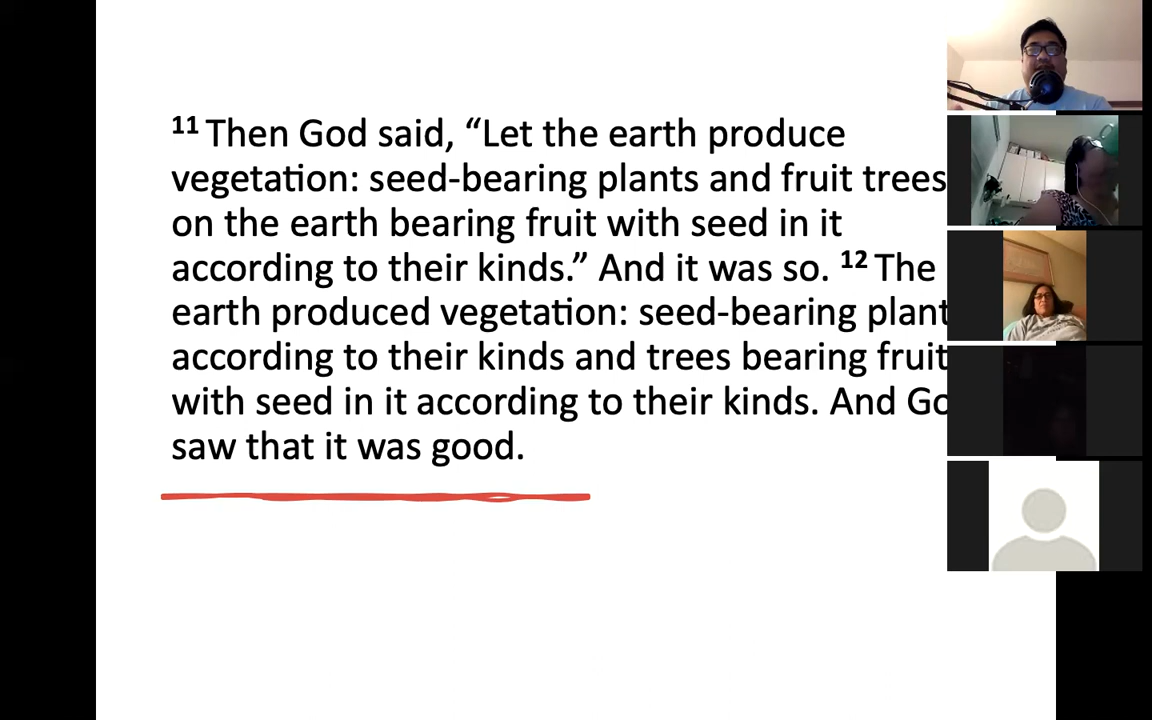 11 Then God said, “Let the earth produce
vegetation: seed-bearing plants and fruit trees
on the earth bearing fruit with seed in it
according to their kinds.” And it was so. 12 The
earth produced vegetation: seed-bearing plant
according to their kinds and trees bearing fruit
with seed in it according to their kinds. And Go
saw that it was good.